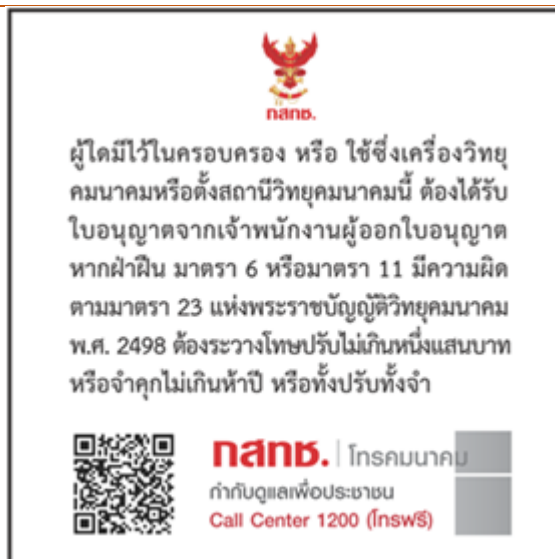 กสทช.
ผู้ใดมีไว้ในครอบครอง หรือ ใช้ซึ่งเครื่องวิทยุ
คมนาคมหรือตั้งสถานีวิทยุคมนาคมนี้ ต้องได้รับ
ใบอนุญาตจากเจ้าพนักงานผู้ออกใบอนุญาต
หากฝ่าฝืน มาตรา 6 หรือมาตรา 11 มีความผิด
ตามมาตรา 23 แห่งพระราชบัญญัติวิทยุคมนาคม
พ.ศ. 2498 ต้องระวางโทษปรับไม่เกินหนึ่งแสนบาท
หรือจำคุกไม่เกินห้าปี หรือทั้งปรับทั้งจำ
กสทช. | โทรคมนาคม
กำกับดูแลเพื่อประชาชน
Call Center 1200 (โทรฟรี)